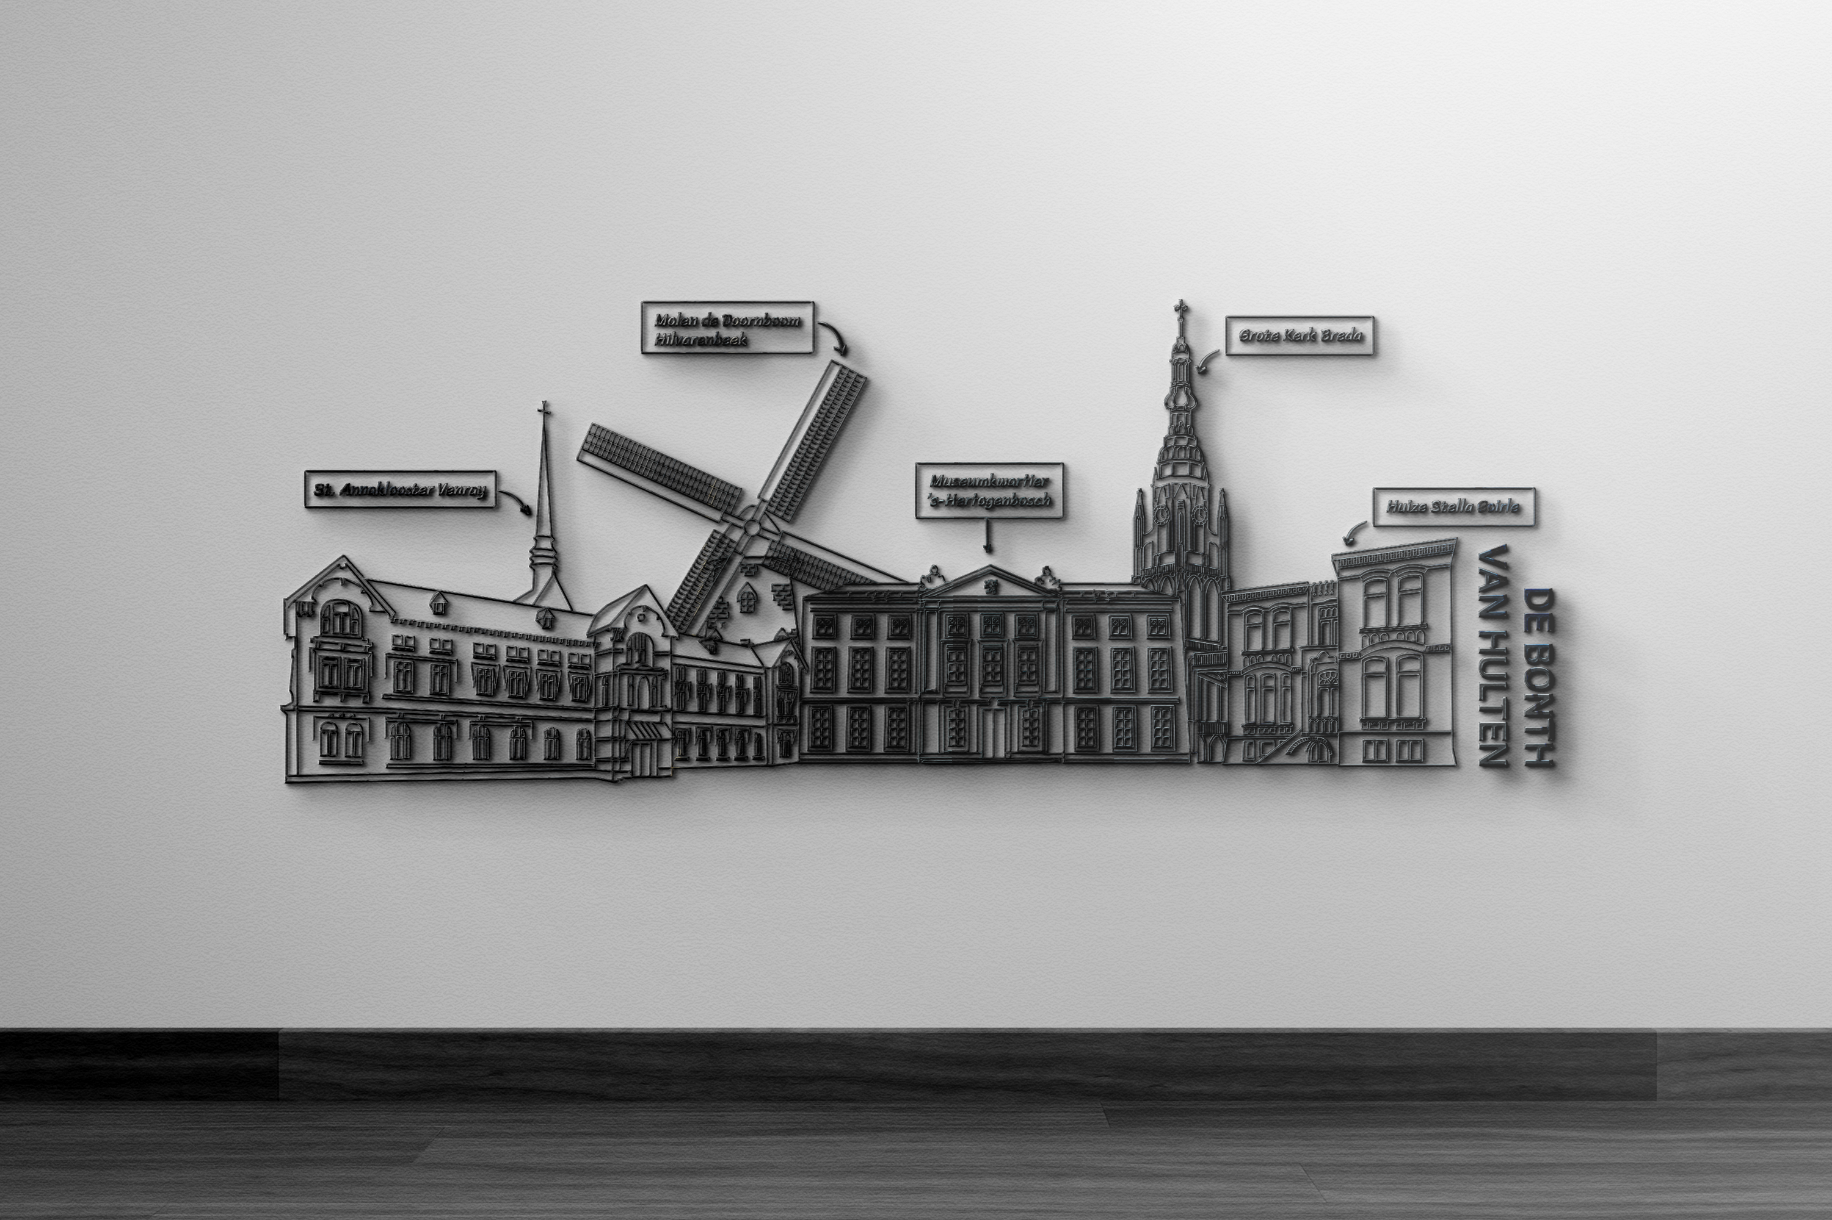 Molen de Doornboom
Hilvarenbeek
Grote Kerk Breda
St. Annaklooster Venray
Museumkwartier
's-Hertogenbosch
Huize Stella Goirle
DE BONTH
VAN HULTEN